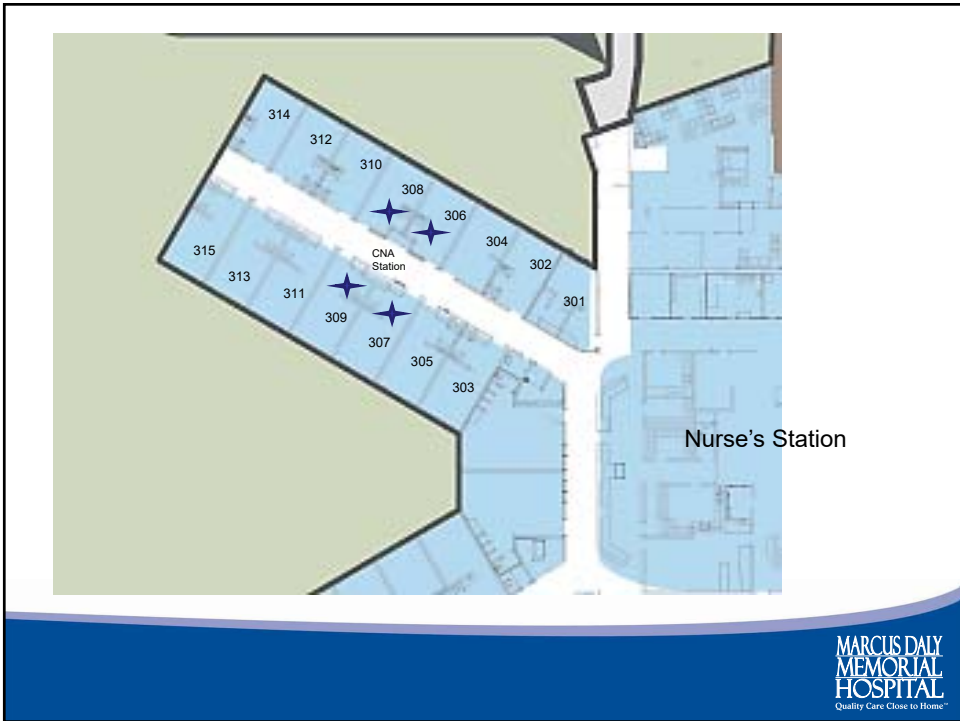 314
312
310
308
306
304
302
301
CNA
Station
315
313
311
309
307
305
303
Nurse's Station
MARCUS DALY
MEMORIAL
HOSPITAL
Quality Care Close to Home™